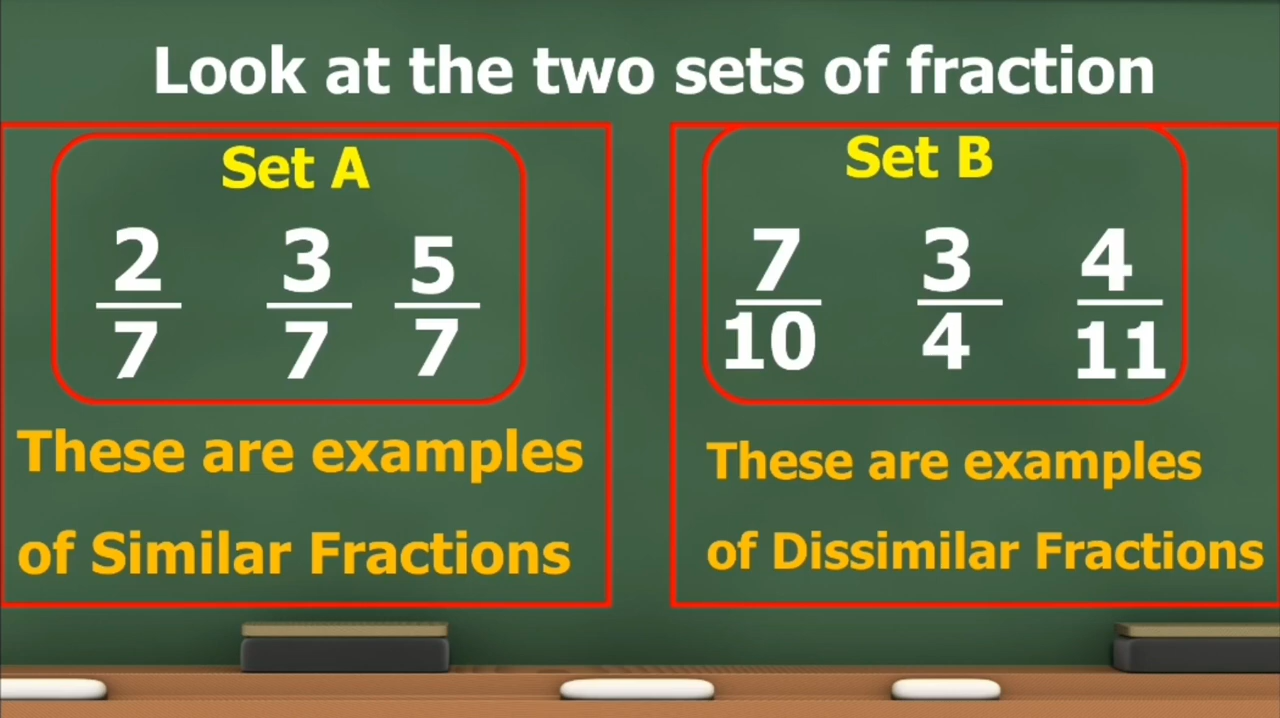 Look at the two sets of fraction
Set A
2/7 3/7 5/7
These are examples
of Similar Fractions
Set B
7/10 3/4 4/11
These are examples
of Dissimilar Fractions